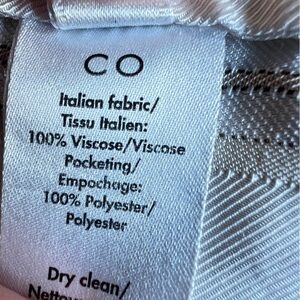 CO
Italian fabric/
Tissu Italien:
100% Viscose/Viscose
Pocketing/
Empochage:
100% Polyester/
Polyester
Dry clean/